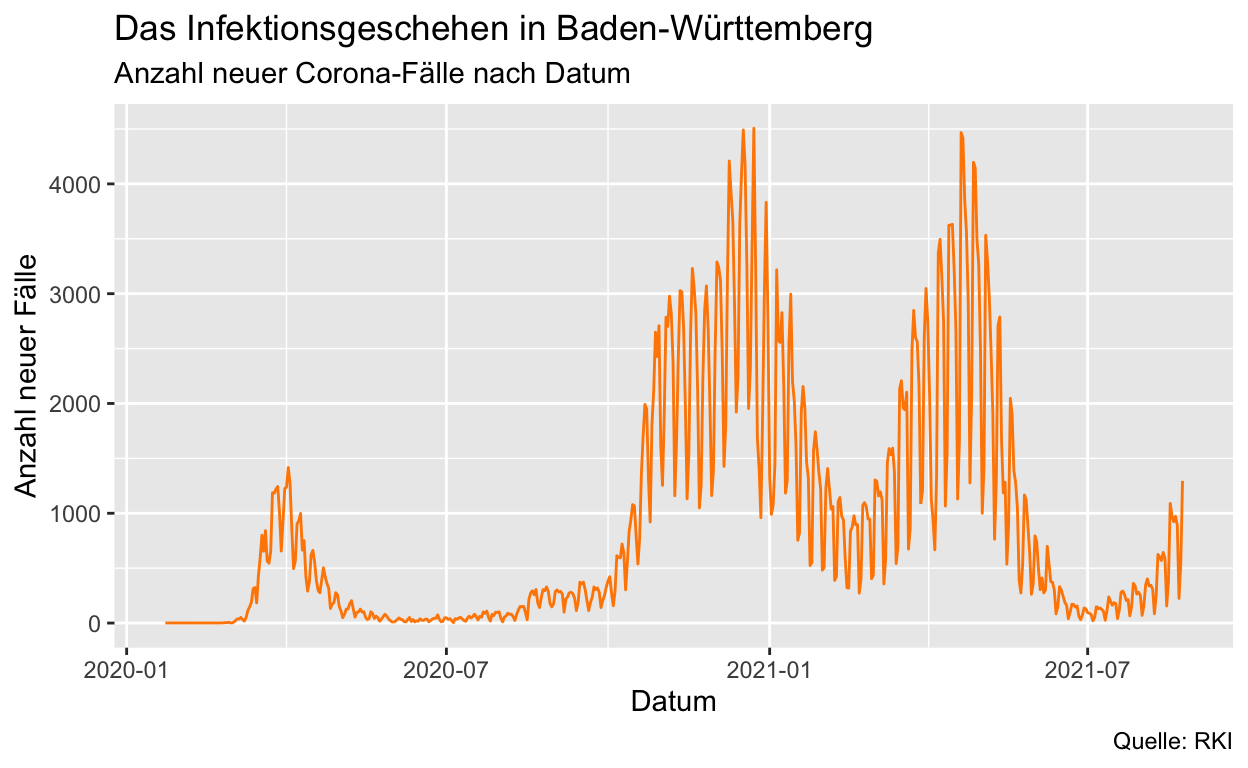 Das Infektionsgeschehen in Baden-Württemberg
Anzahl neuer Corona-Fälle nach Datum
Anzahl neuer Fälle
4000
3000
2000
1000
0
2020-01
2020-07
2021-01
2021-07
Datum
Quelle: RKI